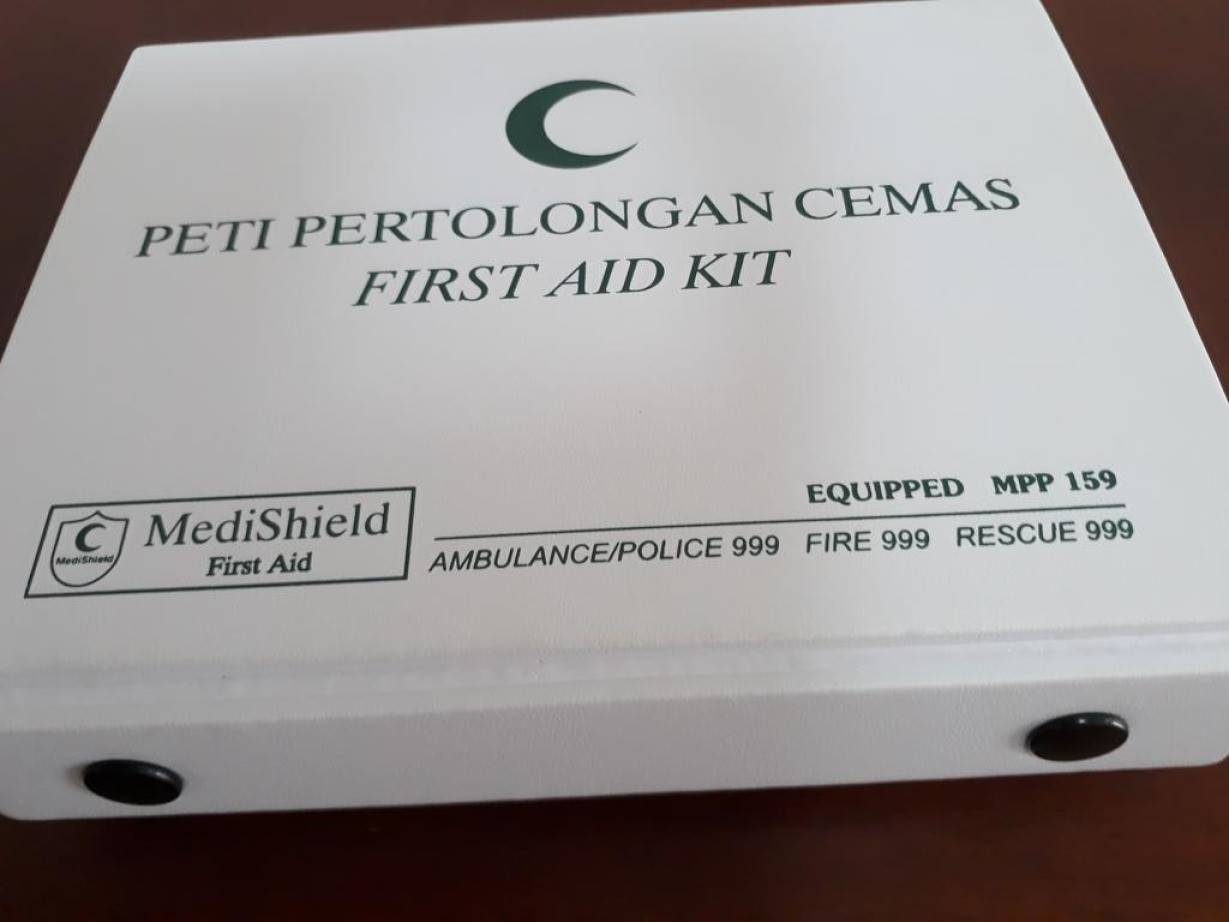 PETI PERTOLONGAN CEMAS
FIRST AID KIT
EQUIPPED MPP 159
MediShield
First Aid
MediShield
AMBULANCE/POLICE 999 FIRE 999 RESCUE 999